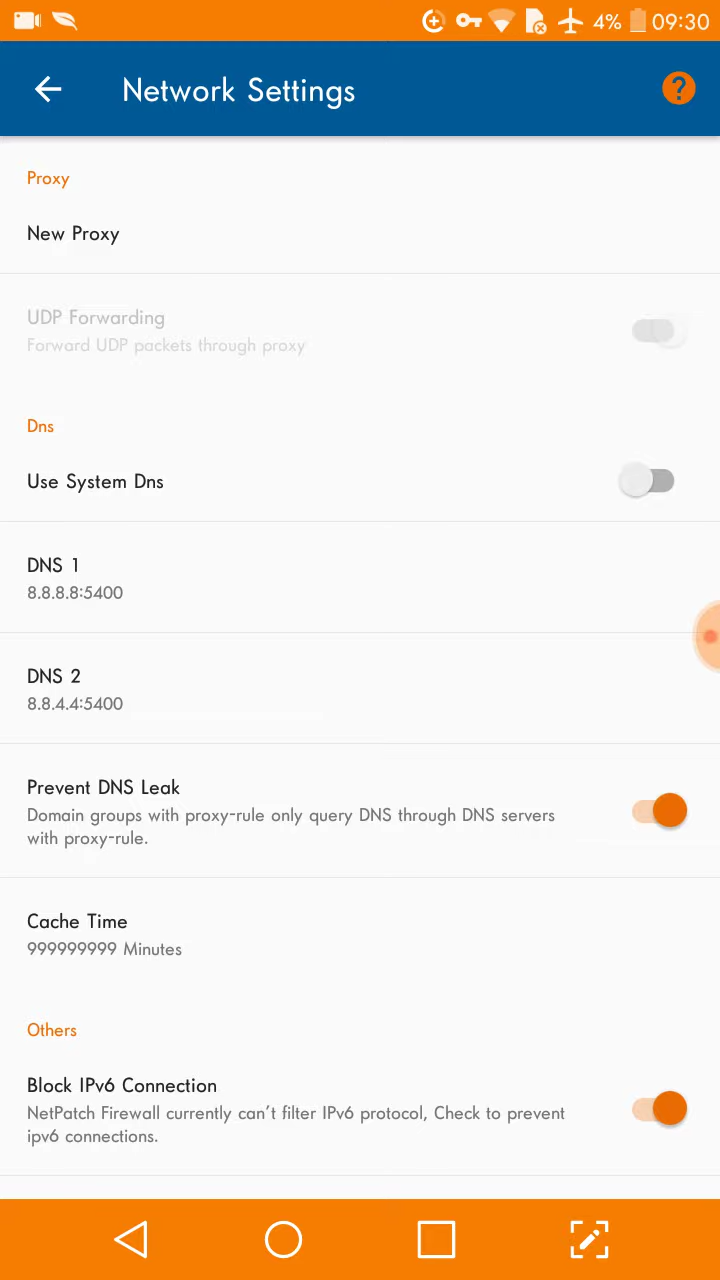 4% 09:30
Network Settings
?
Proxy
New Proxy
UDP Forwarding
Forward UDP packets through proxy
Dns
Use System Dns
DNS 1
8.8.8.8:5400
DNS 2
8.8.4.4:5400
Prevent DNS Leak
Domain groups with proxy-rule only query DNS through DNS servers
with proxy-rule.
Cache Time
999999999 Minutes
Others
Block IPv6 Connection
NetPatch Firewall currently can't filter IPv6 protocol, Check to prevent
ipv6 connections.